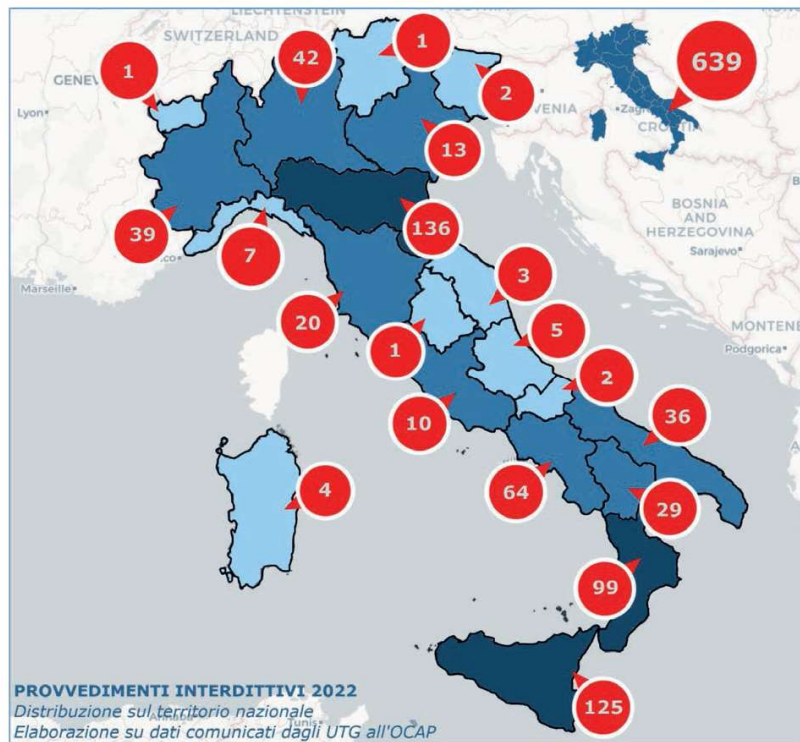 LIECHTENSTEIN
SWITZERLAND
1
42
1
639
GENEV
2
VENIA
Lyon
Zagre
CROATIA
13
BOSNIA
AND
HERZEGOVINA
39
136
Sarajevo
7
co
Marseille
3
20
MONTENE
5
Podgorica
1
2
10
36
4
64
29
99
PROVVEDIMENTI INTERDITTIVI 2022
Distribuzione sul territorio nazionale
125
Elaborazione su dati comunicati dagli UTG all'OCAP